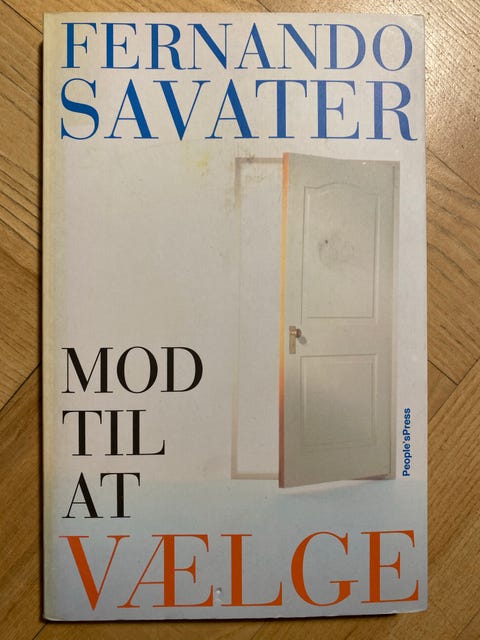 FERNANDO
SAVATER
MOD
TIL
AT
VÆLGE
People'sPress